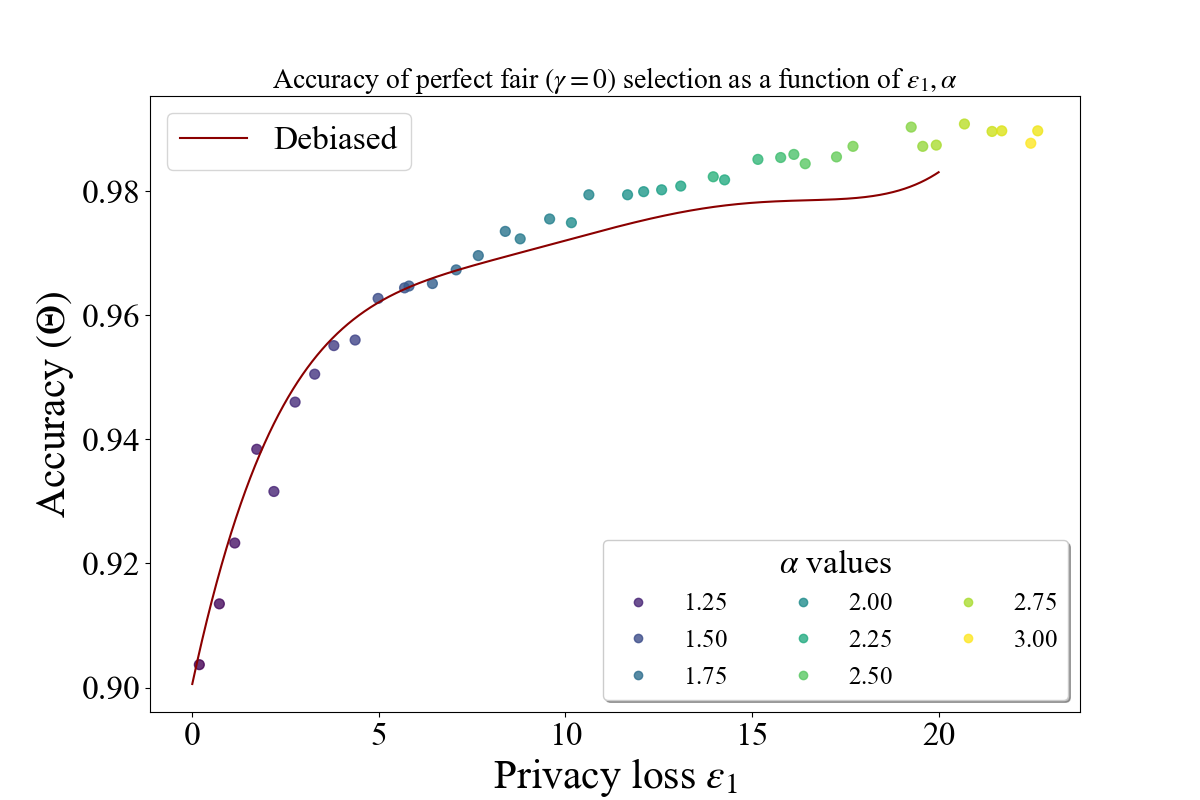 Accuracy of perfect fair (γ = 0) selection as a function of ε₁, α
Debiased
Accuracy (Θ)
0.98
0.96
0.94
0.92
0.90
α values
1.25 2.00 2.75
1.50 2.25 3.00
1.75 2.50
0 5 10 15 20
Privacy loss ε₁